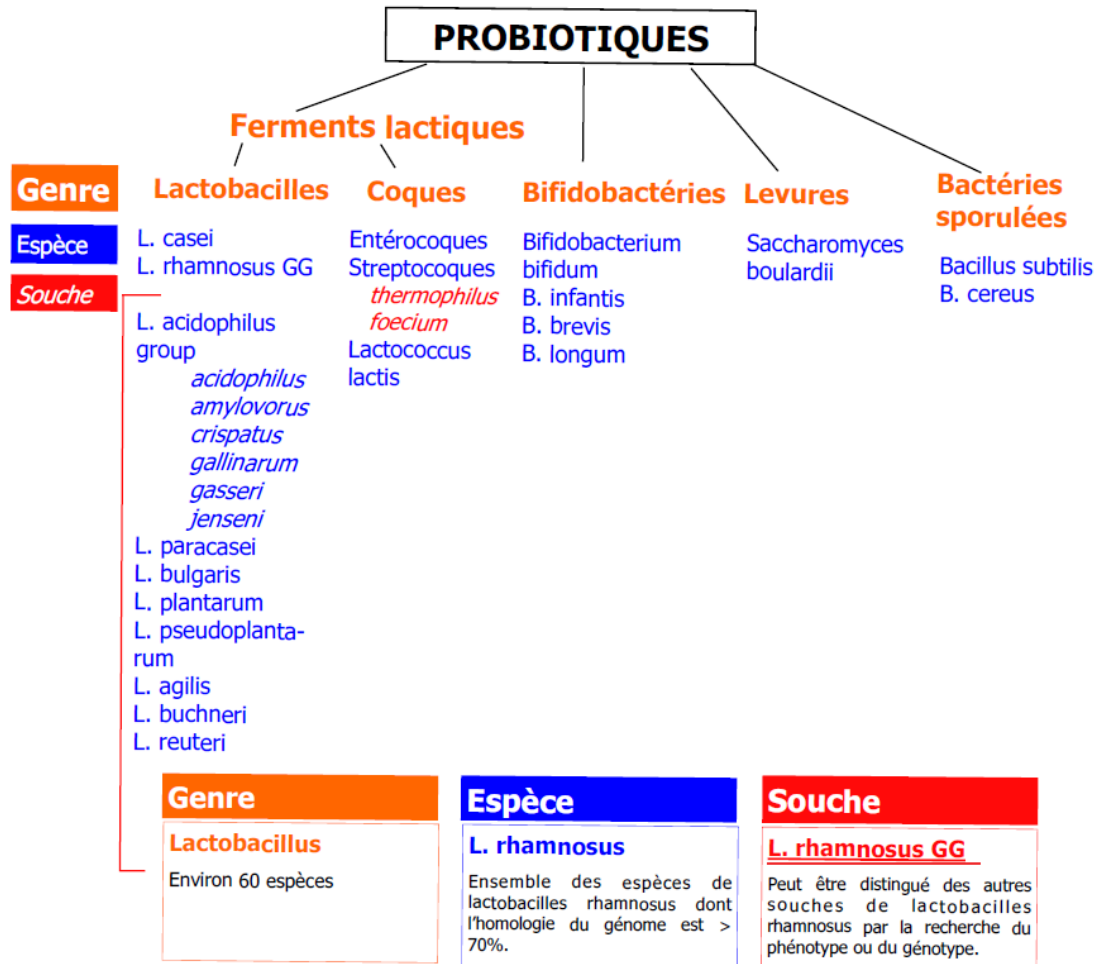 PROBIOTIQUES
Ferments lactiques
Genre
Espèce
Souche
Lactobacilles
L. casei
L. rhamnosus GG
L. acidophilus
group
acidophilus
amylovorus
crispatus
gallinarum
gasseri
jenseni
L. paracasei
L. bulgaris
L. plantarum
L. pseudoplanta-
rum
L. agilis
L. buchneri
L. reuteri
Coques
Entérocoques
Streptocoques
thermophilus
foecium
Lactococcus
lactis
Bifidobactéries
Bifidobacterium
bifidum
B. infantis
B. brevis
B. longum
Levures
Saccharomyces
boulardii
Bactéries
sporulées
Bacillus subtilis
B. cereus
Genre
Lactobacillus
Environ 60 espèces
Espèce
L. rhamnosus
Ensemble des espèces de
lactobacilles rhamnosus dont
l'homologie du génome est >
70%.
Souche
L. rhamnosus GG
Peut être distingué des autres
souches de lactobacilles
rhamnosus par la recherche du
phénotype ou du génotype.